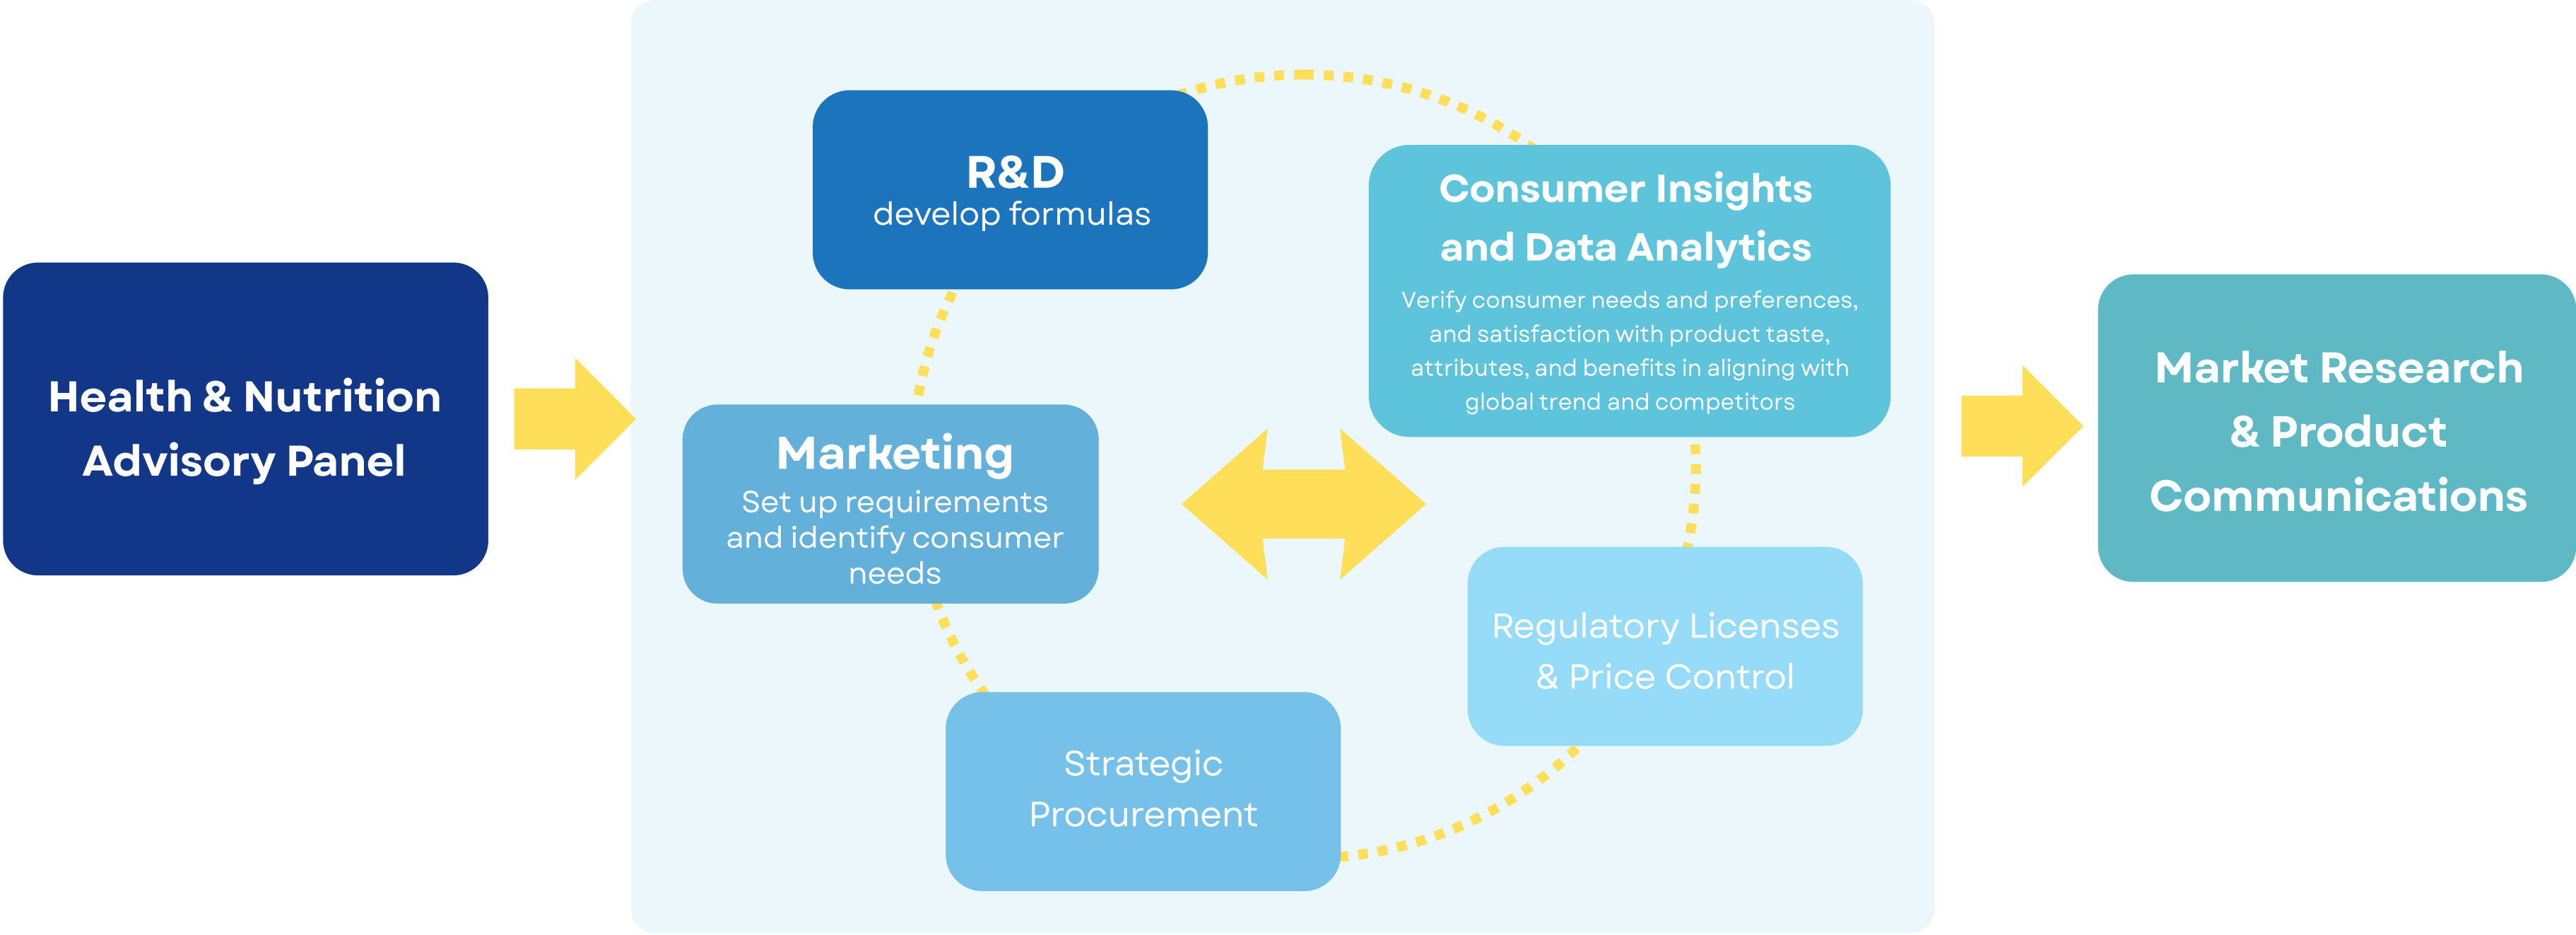 Health & Nutrition
Advisory Panel
R&D
develop formulas
Consumer Insights
and Data Analytics
Verify consumer needs and preferences,
and satisfaction with product taste,
attributes, and benefits in aligning with
global trend and competitors
Marketing
Set up requirements
and identify consumer
needs
Regulatory Licenses
& Price Control
Strategic
Procurement
Market Research
& Product
Communications